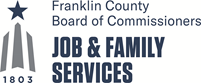 Franklin County
Board of Commissioners
JOB & FAMILY
SERVICES
1803